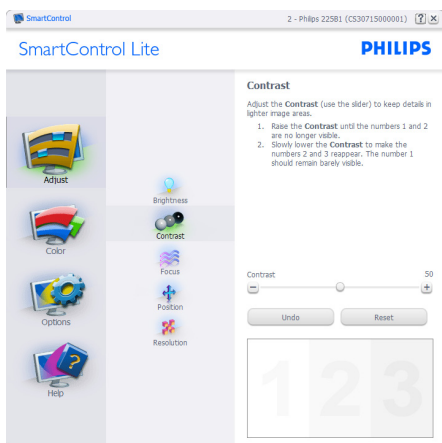 SmartControl
2 - Philips 225B1 (CS30715000001)
SmartControl Lite
PHILIPS
Adjust
Color
Options
Help
Brightness
Contrast
Focus
Position
Resolution
Contrast
Adjust the Contrast (use the slider) to keep details in
lighter image areas.
1. Raise the Contrast until the numbers 1 and 2
are no longer visible.
2. Slowly lower the Contrast to make the
numbers 2 and 3 reappear. The number 1
should remain barely visible.
Contrast 50
Undo Reset
1 2 3